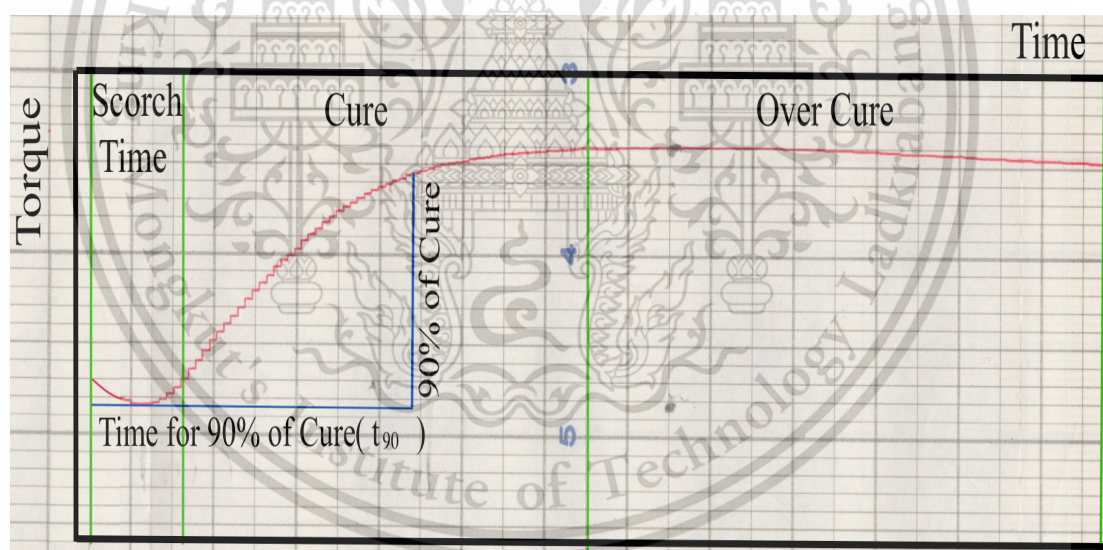 Time
Torque
Scorch
Time
Cure
Over Cure
90% of Cure
3
4
5
Time for 90% of Cure( t90 )
Mongkut's Institute of Technology Ladkrabang